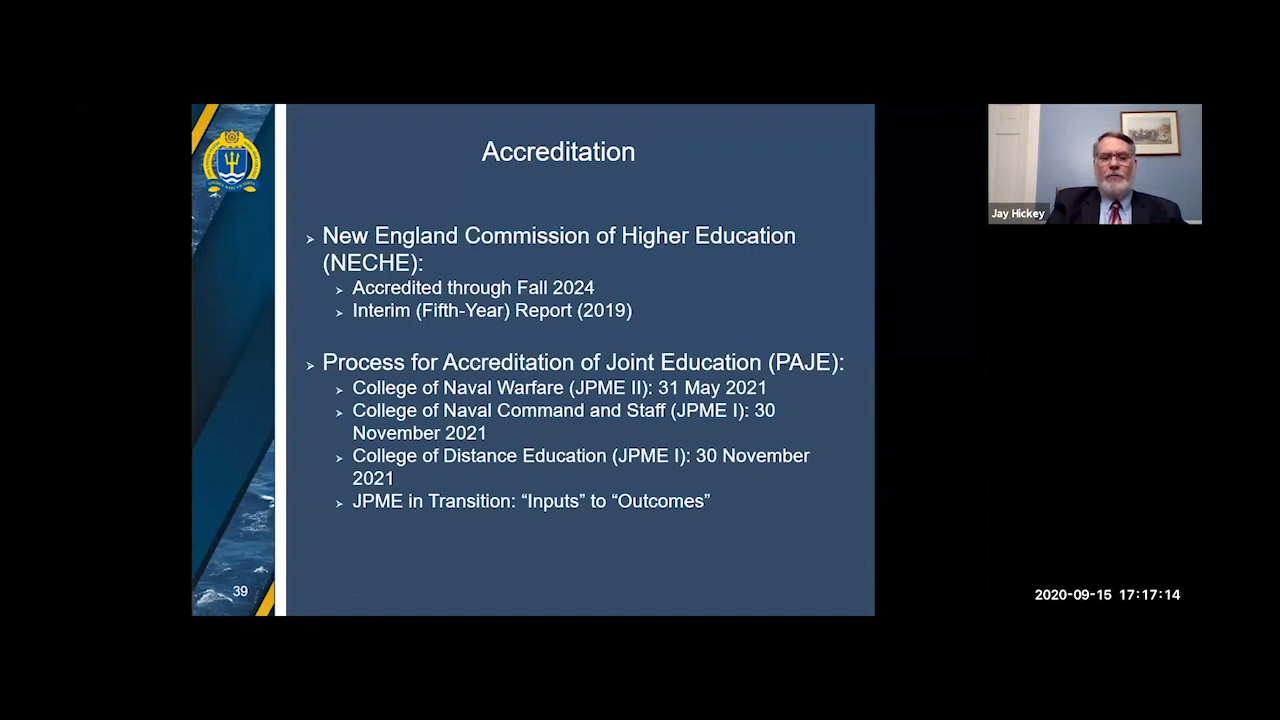 Accreditation
➢ New England Commission of Higher Education
(NECHE):
➢ Accredited through Fall 2024
➢ Interim (Fifth-Year) Report (2019)
➢ Process for Accreditation of Joint Education (PAJE):
➢ College of Naval Warfare (JPME II): 31 May 2021
➢ College of Naval Command and Staff (JPME I): 30
November 2021
➢ College of Distance Education (JPME I): 30 November
2021
➢ JPME in Transition: “Inputs” to “Outcomes”
39
Jay Hickey
2020-09-15 17:17:14